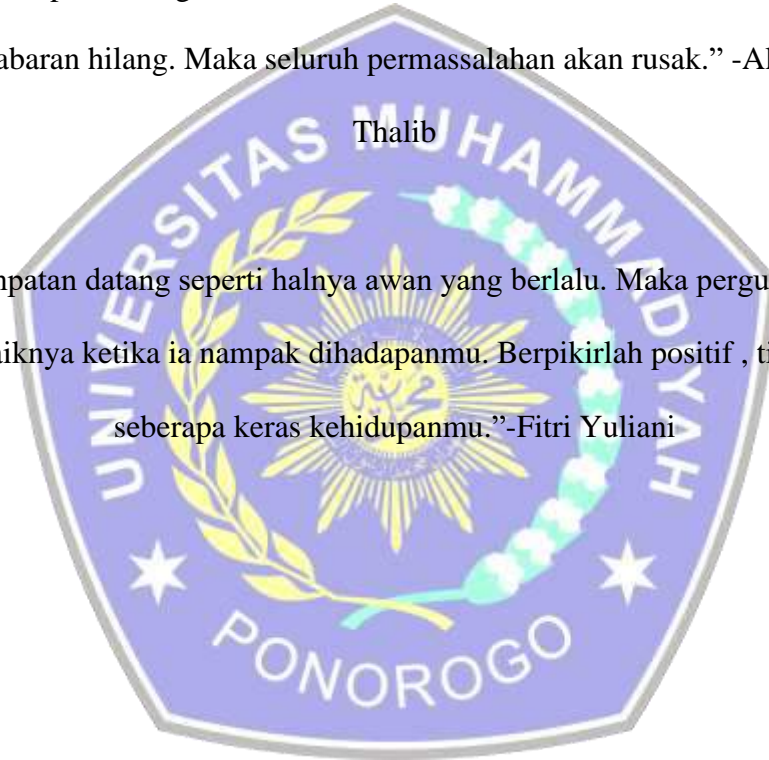 abaran hilang. Maka seluruh permassalahan akan rusak.” -Al
Thalib
patan datang seperti halnya awan yang berlalu. Maka pergu
iknya ketika ia nampak dihadapanmu. Berpikirlah positif , ti
seberapa keras kehidupanmu.”-Fitri Yuliani
UNIVERSITAS MUHAMMADIYAH
PONOROGO